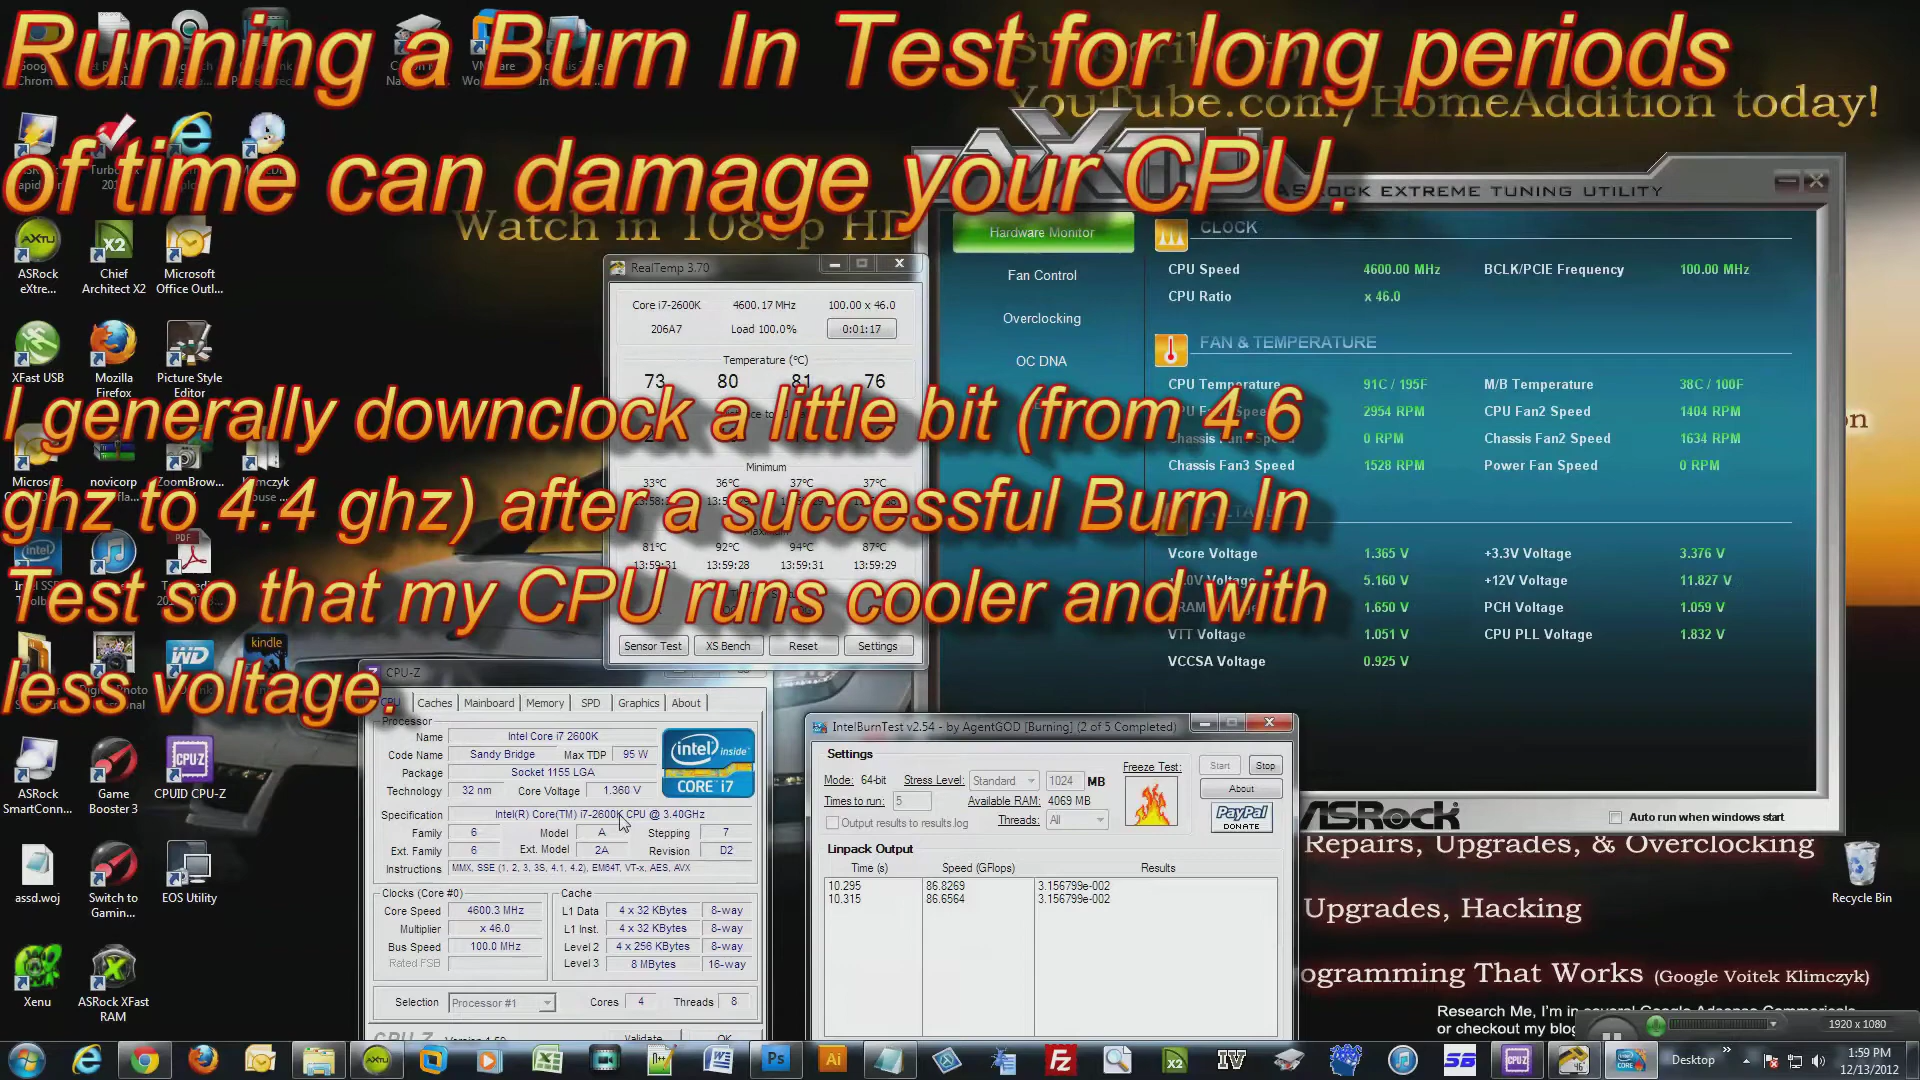 Running a Burn In Test for long periods
of time can damage your CPU.
I generally downclock a little bit (from 4.6
ghz to 4.4 ghz) after a successful Burn In
Test so that my CPU runs cooler and with
less voltage.
YouTube.com/HomeAddition today!
Watch in 1080p HD
ASRock eXtre...
Chief Architect X2
Microsoft Office Outl...
XFast USB
Mozilla Firefox
Picture Style Editor
novicorp
ZoomBrow...
kindle
ASRock SmartConn...
Game Booster 3
CPUID CPU-Z
assd.woj
Switch to Gamin...
EOS Utility
Xenu
ASRock XFast RAM
RealTemp 3.70
Core i7-2600K 4600.17 MHz 100.00 x 46.0
206A7 Load 100.0% 0:01:17
Temperature (°C)
73 80 81 76
Minimum
33°C 36°C 37°C 37°C
81°C 92°C 94°C 87°C
13:59:31 13:59:28 13:59:31 13:59:29
Sensor Test XS Bench Reset Settings
ASROCK EXTREME TUNING UTILITY
Hardware Monitor
Fan Control
Overclocking
OC DNA
CLOCK
CPU Speed 4600.00 MHz BCLK/PCIE Frequency 100.00 MHz
CPU Ratio x 46.0
FAN & TEMPERATURE
CPU Temperature 91C / 195F M/B Temperature 38C / 100F
2954 RPM CPU Fan2 Speed 1404 RPM
Chassis Fan1 Speed 0 RPM Chassis Fan2 Speed 1634 RPM
Chassis Fan3 Speed 1528 RPM Power Fan Speed 0 RPM
Vcore Voltage 1.365 V +3.3V Voltage 3.376 V
5.160 V +12V Voltage 11.827 V
1.650 V PCH Voltage 1.059 V
VTT Voltage 1.051 V CPU PLL Voltage 1.832 V
VCCSA Voltage 0.925 V
ASRock
Auto run when windows start
CPU-Z
CPU Caches Mainboard Memory SPD Graphics About
Processor
Name Intel Core i7 2600K
Code Name Sandy Bridge Max TDP 95 W
Package Socket 1155 LGA
Technology 32 nm Core Voltage 1.360 V
intel inside CORE i7
Specification Intel(R) Core(TM) i7-2600K CPU @ 3.40GHz
Family 6 Model A Stepping 7
Ext. Family 6 Ext. Model 2A Revision D2
Instructions MMX, SSE (1, 2, 3, 3S, 4.1, 4.2), EM64T, VT-x, AES, AVX
Clocks (Core #0) Cache
Core Speed 4600.3 MHz L1 Data 4 x 32 KBytes 8-way
Multiplier x 46.0 L1 Inst. 4 x 32 KBytes 8-way
Bus Speed 100.0 MHz Level 2 4 x 256 KBytes 8-way
Rated FSB Level 3 8 MBytes 16-way
Selection Processor #1 Cores 4 Threads 8
IntelBurnTest v2.54 - by AgentGOD [Burning] (2 of 5 Completed)
Settings
Mode: 64-bit Stress Level: Standard 1024 MB Freeze Test: Start Stop
Times to run: 5 Available RAM: 4069 MB About
Output results to results.log Threads: All PayPal DONATE
Linpack Output
Time (s) Speed (GFlops) Results
10.295 86.8269 3.156799e-002
10.315 86.6564 3.156799e-002
Repairs, Upgrades, & Overclocking
Upgrades, Hacking
ogramming That Works (Google Voitek Klimczyk)
Research Me, I'm in several Google Adsense Commercials
or checkout my blog
Recycle Bin
1920 x 1080
Desktop
1:59 PM
12/13/2012